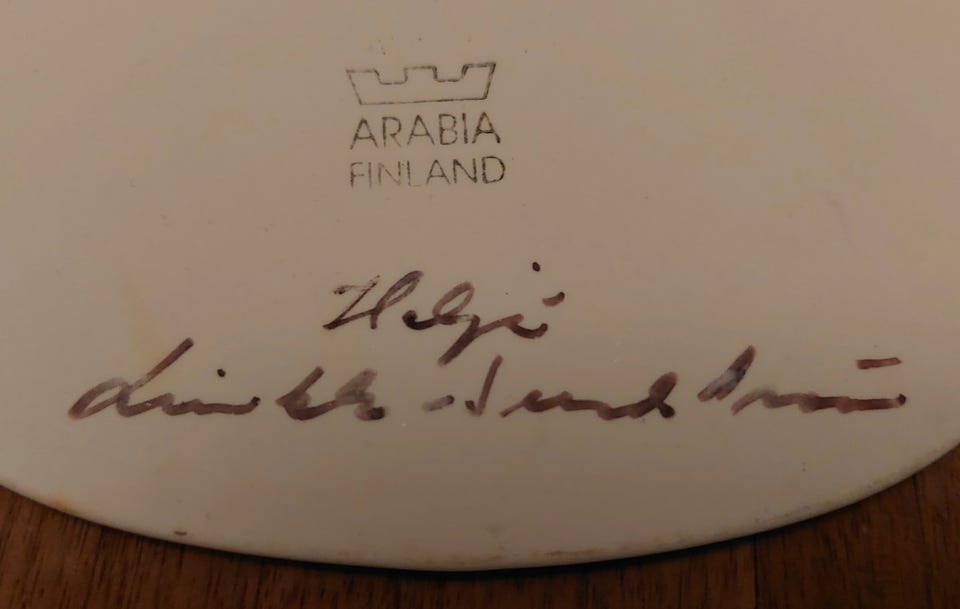 ARABIA
FINLAND
Heljä
Liukko-Sundström